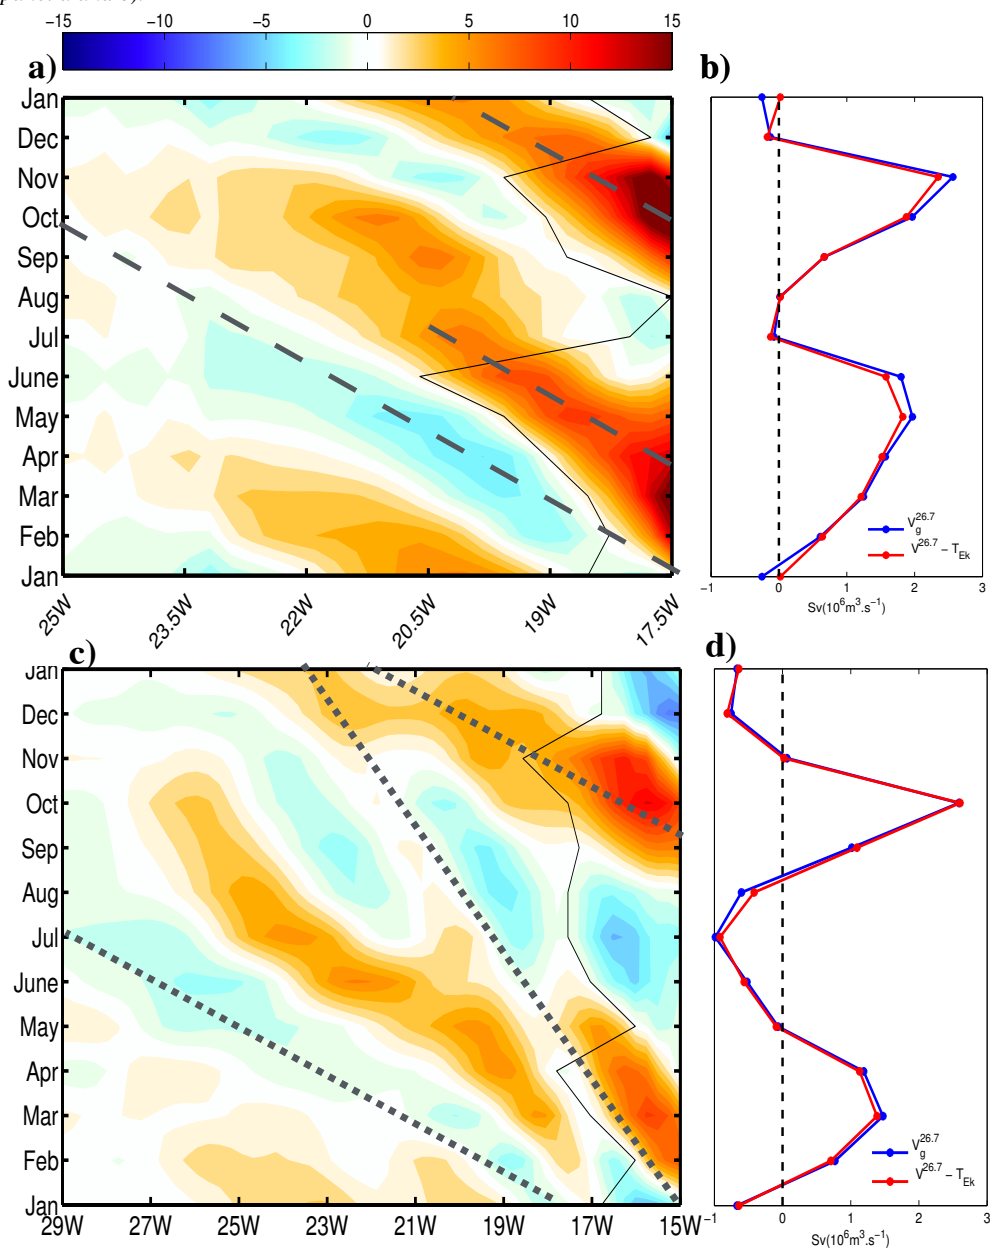 −15 −10 −5 0 5 10 15
a)
b)
Jan
Dec
Nov
Oct
Sep
Aug
Jul
June
May
Apr
Mar
Feb
Jan
25W 23.5W 22W 20.5W 19W 17.5W
V_g^26.7
V^26.7 − T_Ek
−1 0 1 2 3
Sv(10^6m^3.s^−1)
c)
d)
Jan
Dec
Nov
Oct
Sep
Aug
Jul
June
May
Apr
Mar
Feb
Jan
29W 27W 25W 23W 21W 19W 17W 15W
V_g^26.7
V^26.7 − T_Ek
−1 0 1 2 3
Sv(10^6m^3.s^−1)